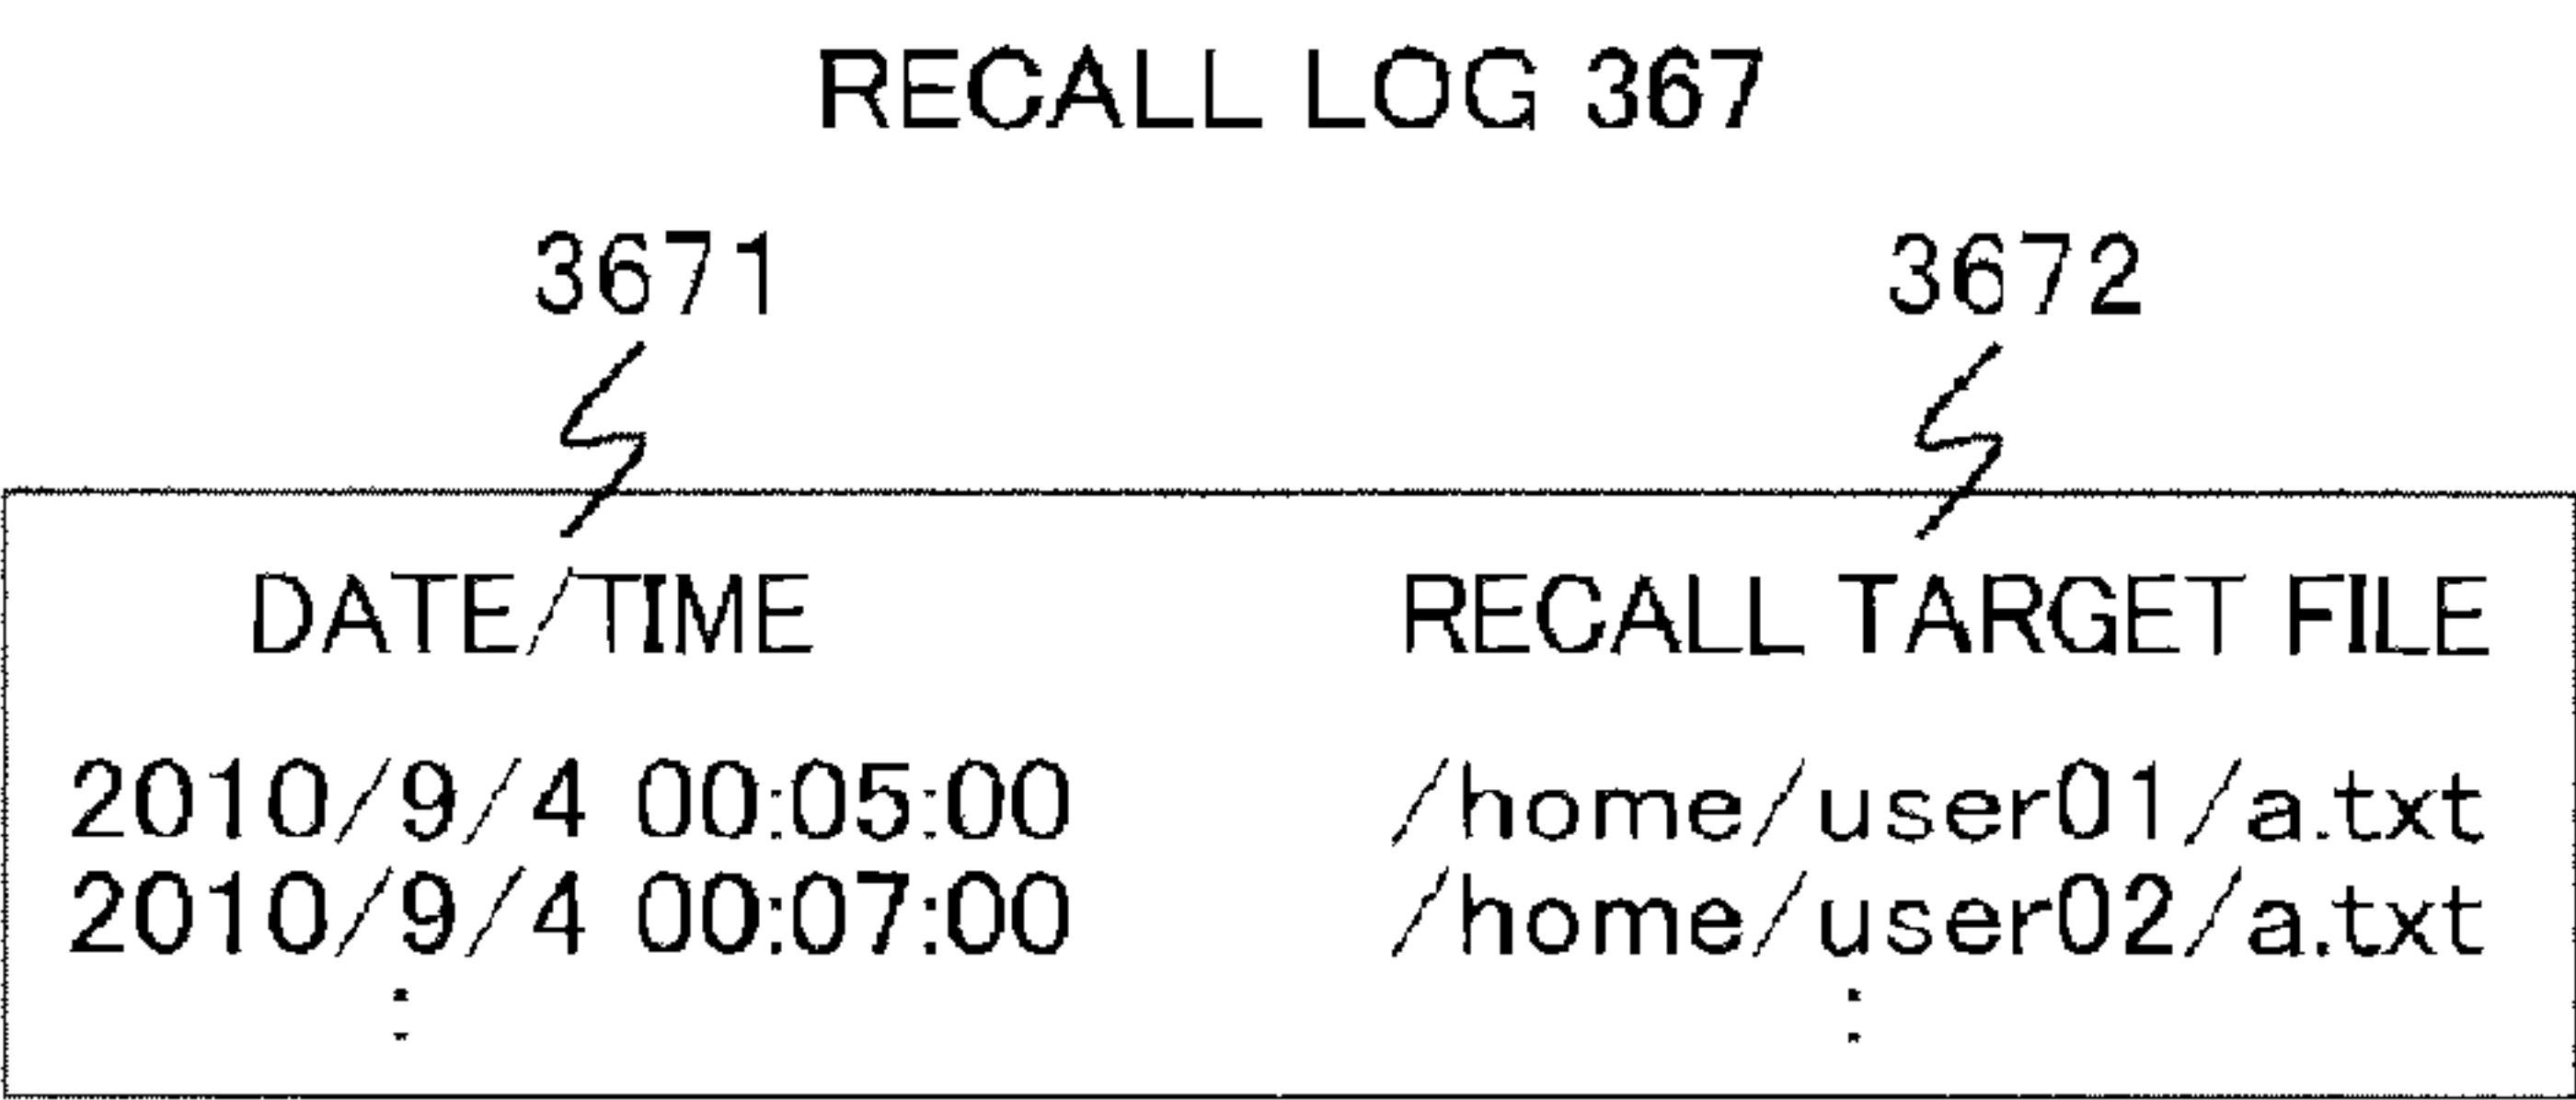 RECALL LOG 367
3671 3672
DATE/TIME RECALL TARGET FILE
2010/9/4 00:05:00 /home/user01/a.txt
2010/9/4 00:07:00 /home/user02/a.txt
: :